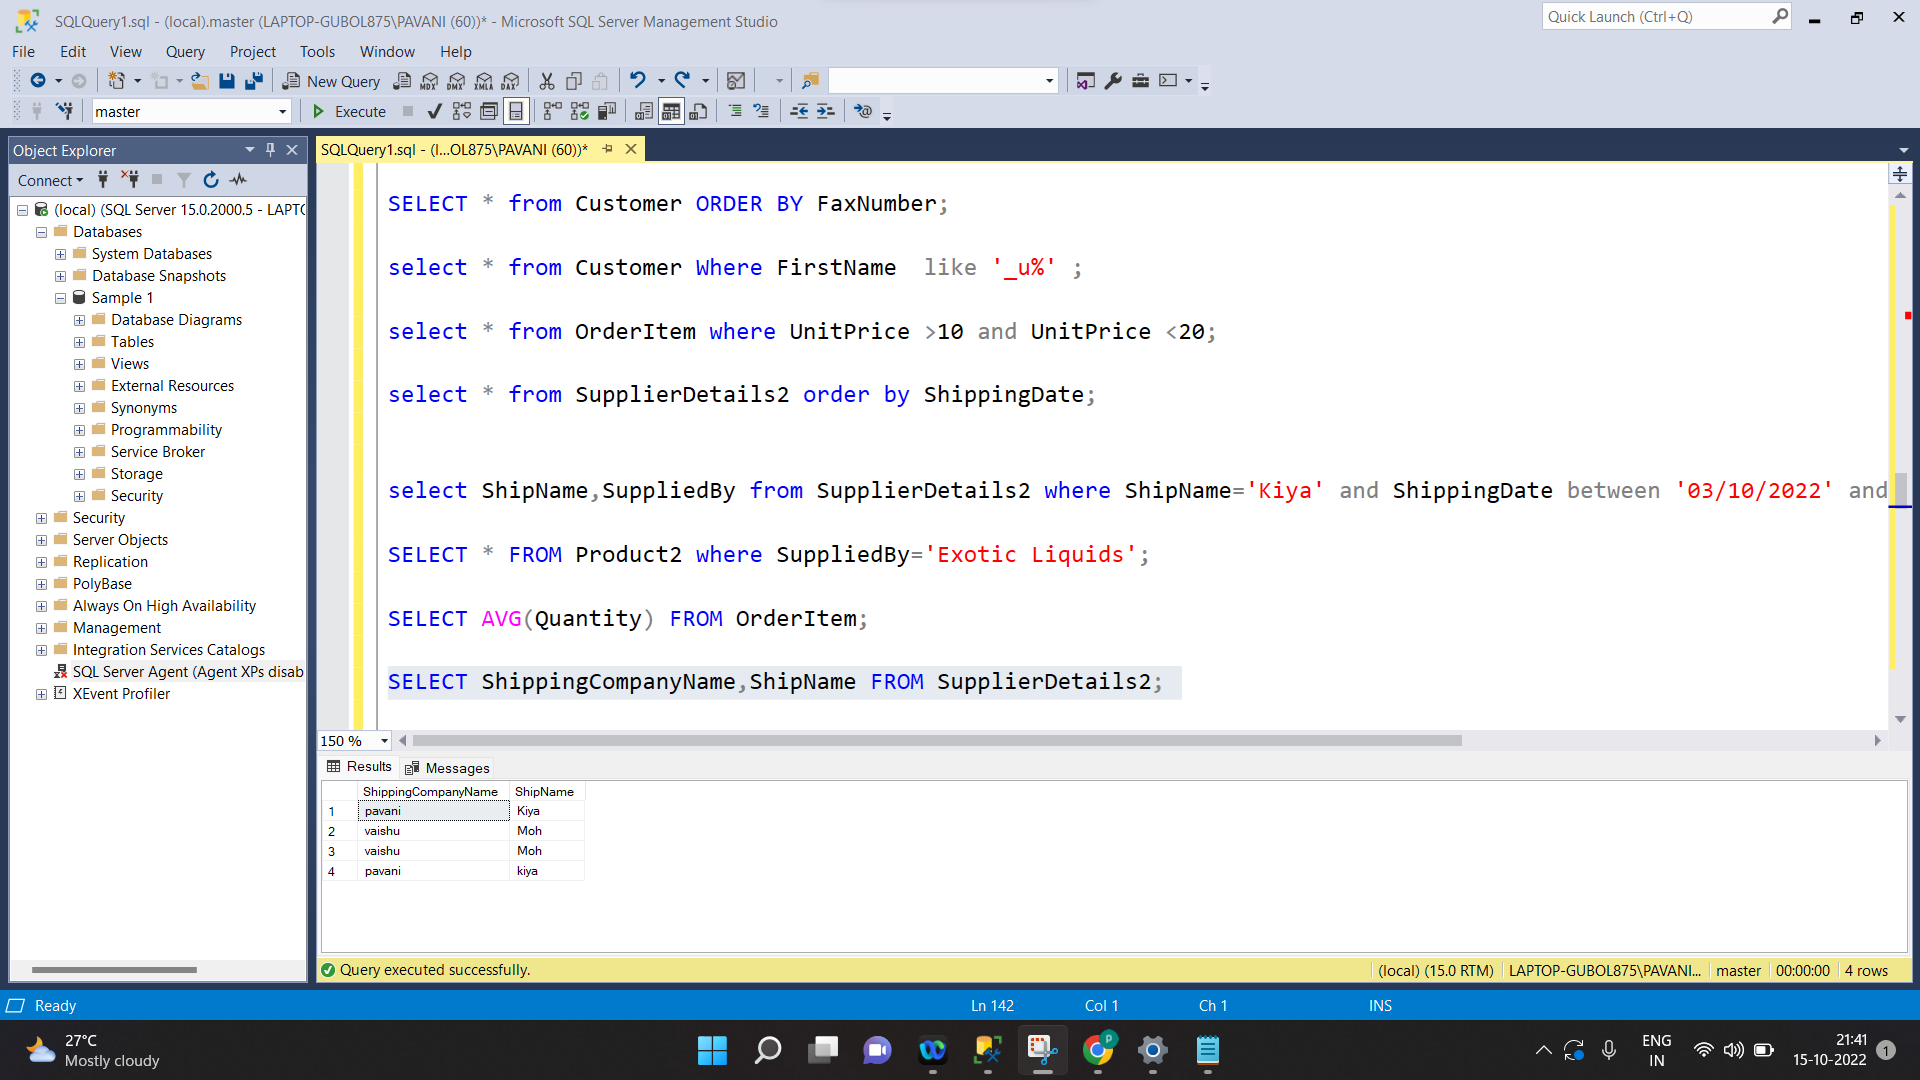 SQLQuery1.sql - (local).master (LAPTOP-GUBOL875\PAVANI (60))* - Microsoft SQL Server Management Studio
Quick Launch (Ctrl+Q)
File Edit View Query Project Tools Window Help
New Query
MDX DMX XMLA DAX
master
Execute
Object Explorer
Connect
(local) (SQL Server 15.0.2000.5 - LAPT
Databases
System Databases
Database Snapshots
Sample 1
Database Diagrams
Tables
Views
External Resources
Synonyms
Programmability
Service Broker
Storage
Security
Security
Server Objects
Replication
PolyBase
Always On High Availability
Management
Integration Services Catalogs
SQL Server Agent (Agent XPs disab
XEvent Profiler
SQLQuery1.sql - (l...OL875\PAVANI (60))*
SELECT * from Customer ORDER BY FaxNumber;
select * from Customer Where FirstName  like '_u%' ;
select * from OrderItem where UnitPrice >10 and UnitPrice <20;
select * from SupplierDetails2 order by ShippingDate;
select ShipName,SuppliedBy from SupplierDetails2 where ShipName='Kiya' and ShippingDate between '03/10/2022' and
SELECT * FROM Product2 where SuppliedBy='Exotic Liquids';
SELECT AVG(Quantity) FROM OrderItem;
SELECT ShippingCompanyName,ShipName FROM SupplierDetails2;
150 %
Results Messages
ShippingCompanyName ShipName
1 pavani Kiya
2 vaishu Moh
3 vaishu Moh
4 pavani kiya
Query executed successfully.
(local) (15.0 RTM) LAPTOP-GUBOL875\PAVANI... master 00:00:00 4 rows
Ready
Ln 142 Col 1 Ch 1 INS
27°C
Mostly cloudy
P
ENG
IN
21:41
15-10-2022
1